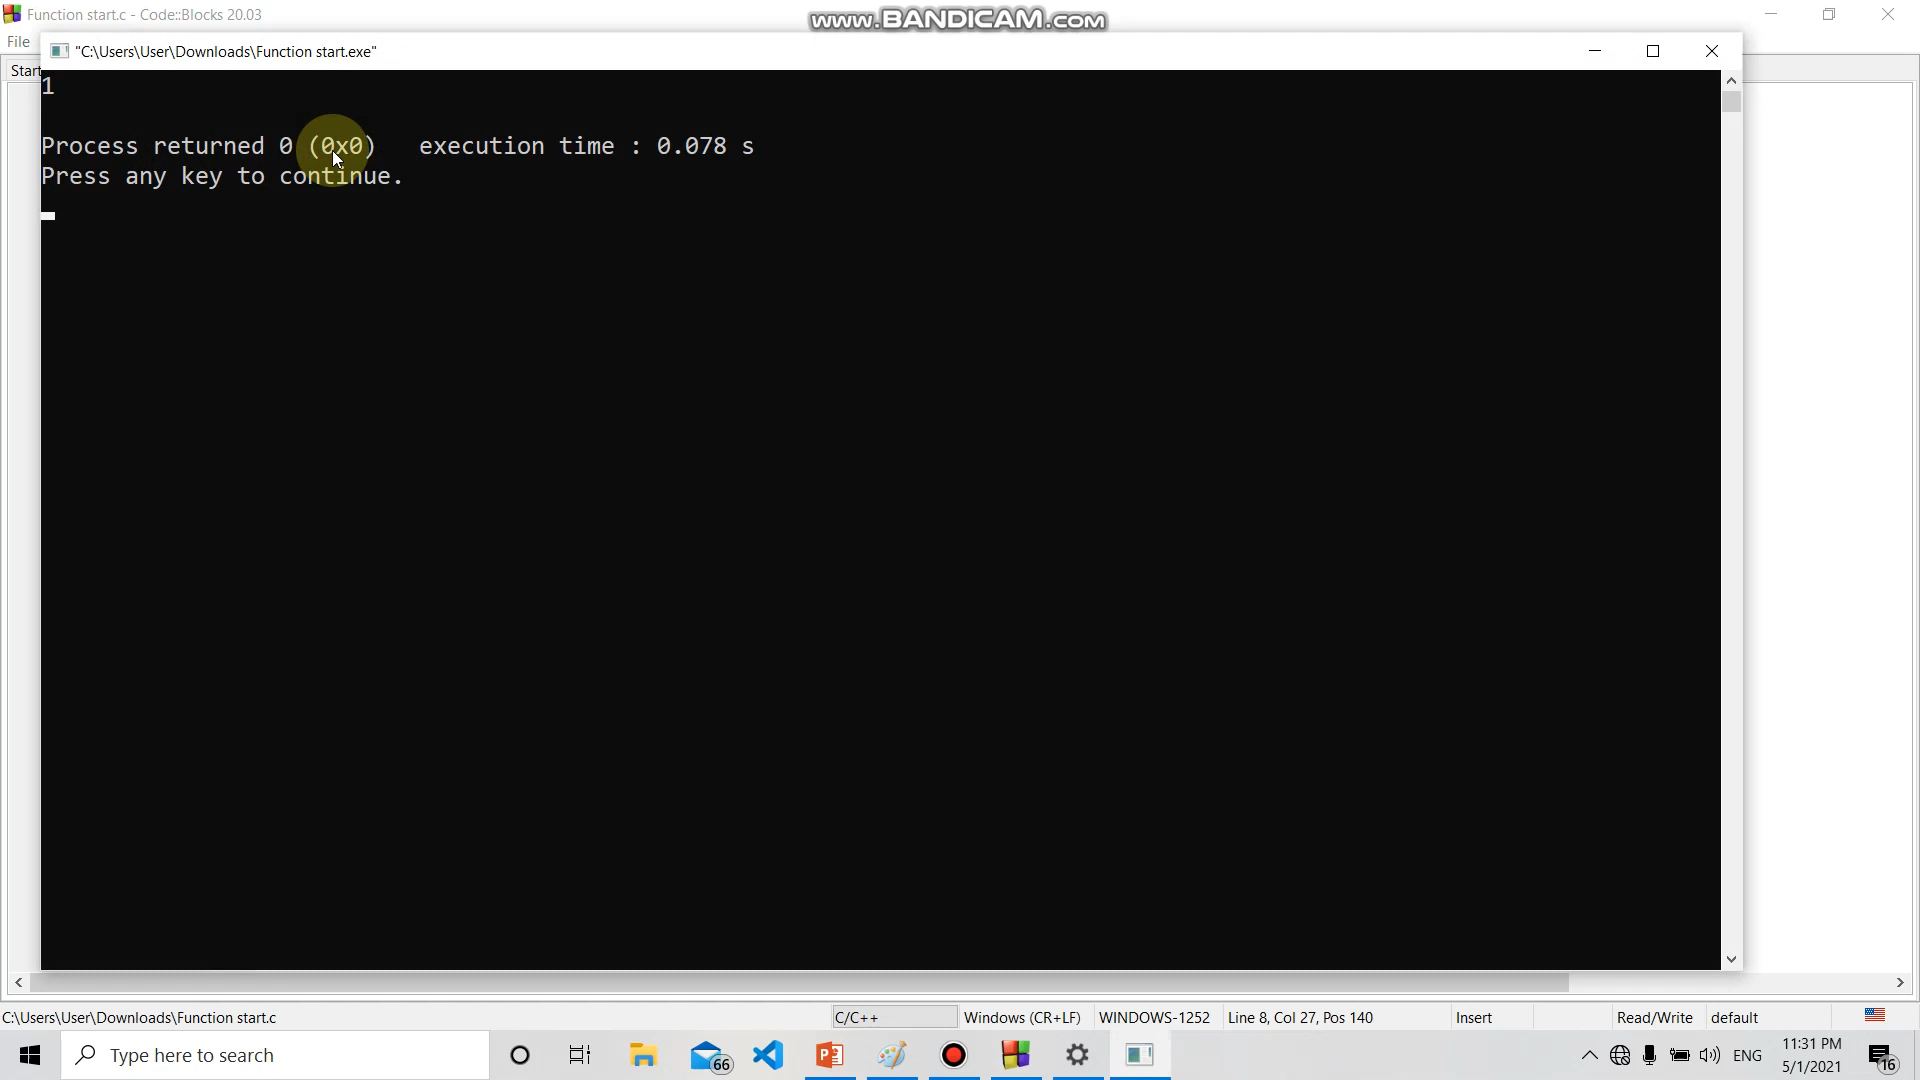 Function start.c - Code::Blocks 20.03
www.BANDICAM.com
File
"C:\Users\User\Downloads\Function start.exe"
Start
1
Process returned 0 (0x0)   execution time : 0.078 s
Press any key to continue.
C:\Users\User\Downloads\Function start.c
C/C++
Windows (CR+LF)
WINDOWS-1252
Line 8, Col 27, Pos 140
Insert
Read/Write
default
Type here to search
66
ENG
11:31 PM
5/1/2021
16